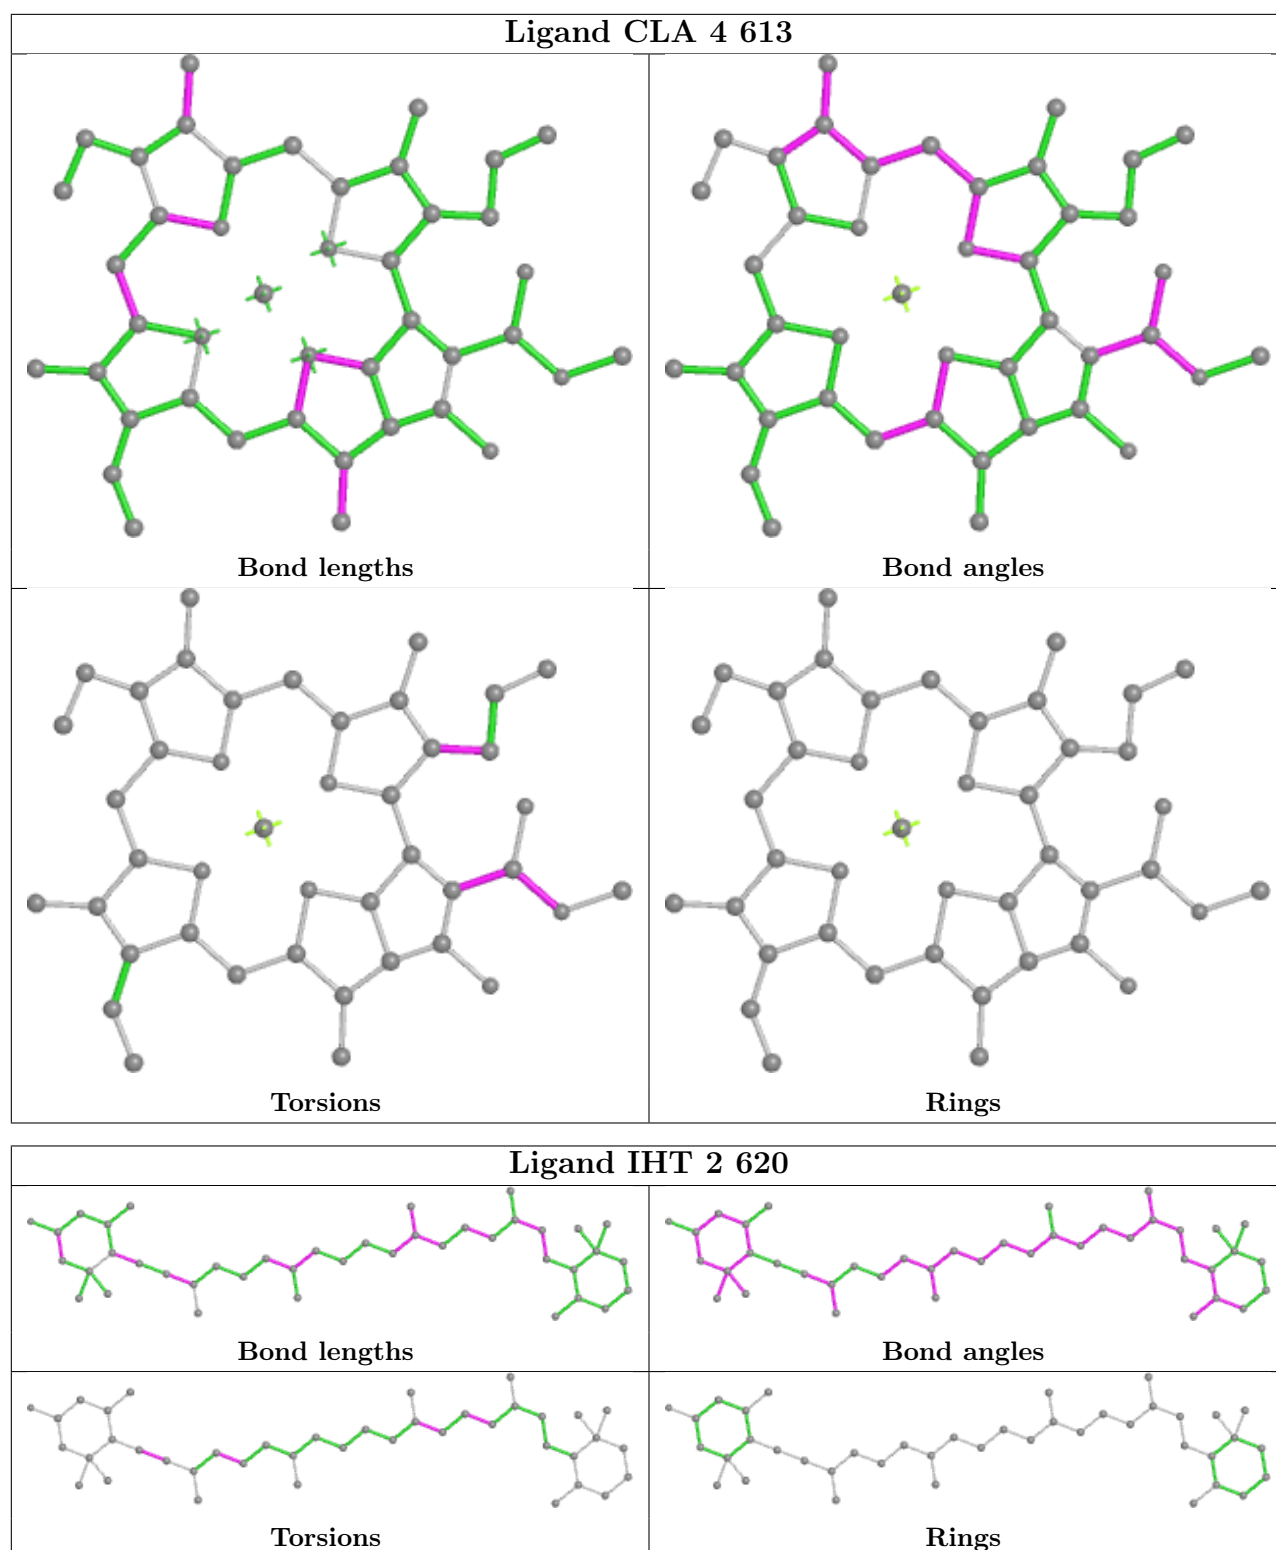 Ligand CLA 4 613
Bond lengths
Bond angles
Torsions
Rings
Ligand IHT 2 620
Bond lengths
Bond angles
Torsions
Rings